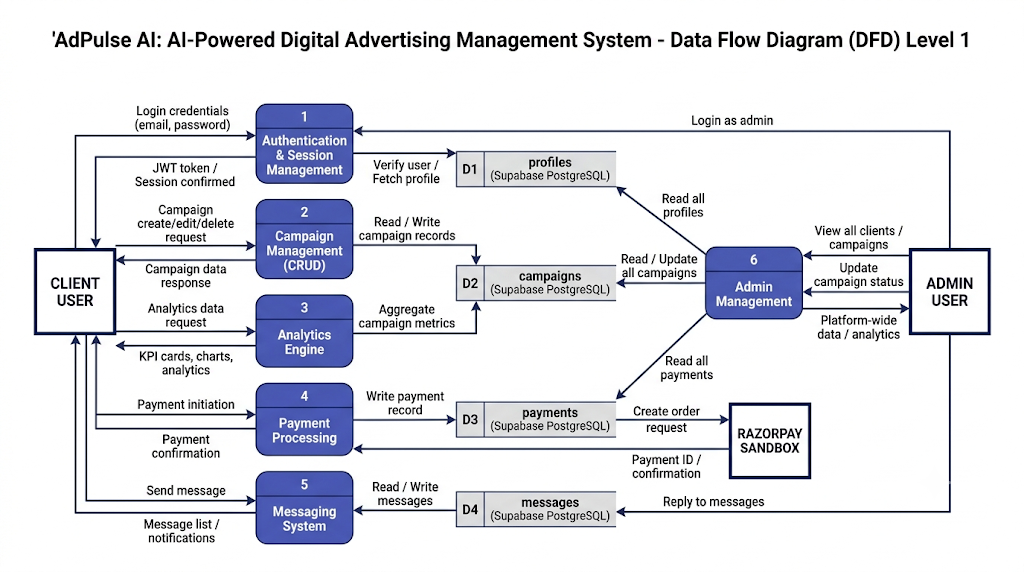 'AdPulse AI: AI-Powered Digital Advertising Management System - Data Flow Diagram (DFD) Level 1
Login credentials
(email, password)
1
Authentication
& Session
Management
Login as admin
JWT token /
Session confirmed
Verify user /
Fetch profile
D1
profiles
(Supabase PostgreSQL)
Read all
profiles
Campaign
create/edit/delete
request
2
Campaign
Management
(CRUD)
Read / Write
campaign records
View all clients /
campaigns
CLIENT
USER
Campaign data
response
D2
campaigns
(Supabase PostgreSQL)
Read / Update
all campaigns
6
Admin
Management
Update
campaign status
ADMIN
USER
Analytics data
request
3
Analytics
Engine
Aggregate
campaign metrics
Platform-wide
data / analytics
KPI cards, charts,
analytics
Read all
payments
Payment initiation
4
Payment
Processing
Write payment
record
D3
payments
(Supabase PostgreSQL)
Create order
request
RAZORPAY
SANDBOX
Payment
confirmation
Payment ID /
confirmation
Send message
5
Messaging
System
Read / Write
messages
D4
messages
(Supabase PostgreSQL)
Reply to messages
Message list /
notifications